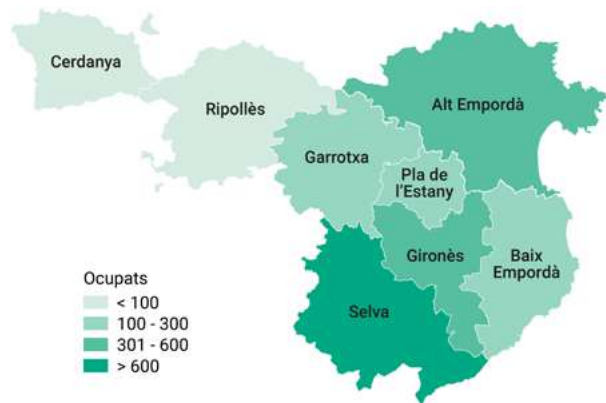 Cerdanya
Ripollès
Alt Empordà
Garrotxa
Pla de
l'Estany
Gironès
Baix
Empordà
Selva
Ocupats
< 100
100 - 300
301 - 600
> 600